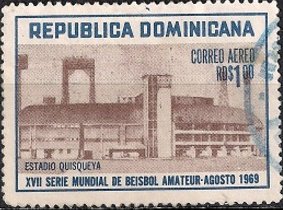 REPUBLICA DOMINICANA
CORREO AEREO
RD$1.00
ESTADIO QUISQUEYA
XVII SERIE MUNDIAL DE BEISBOL AMATEUR-AGOSTO 1969